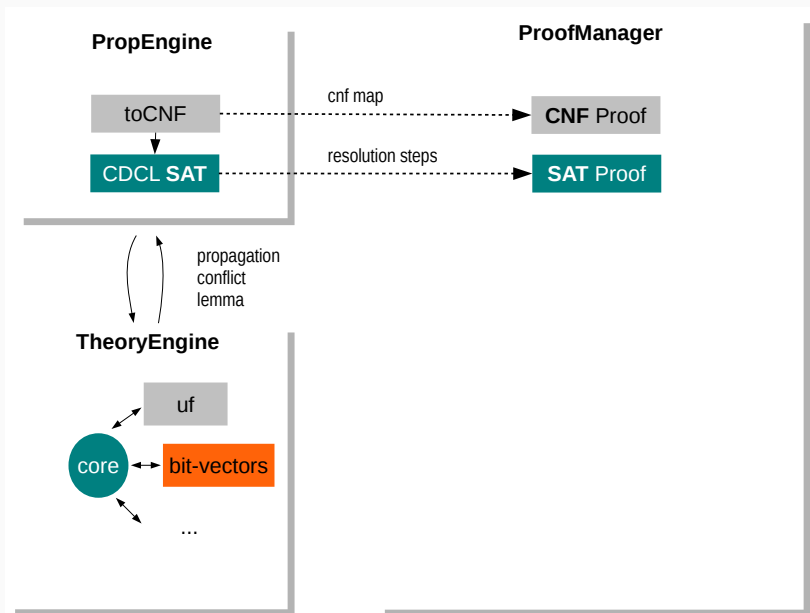 PropEngine
ProofManager
toCNF
cnf map
CNF Proof
CDCL SAT
resolution steps
SAT Proof
propagation
conflict
lemma
TheoryEngine
uf
core
bit-vectors
...